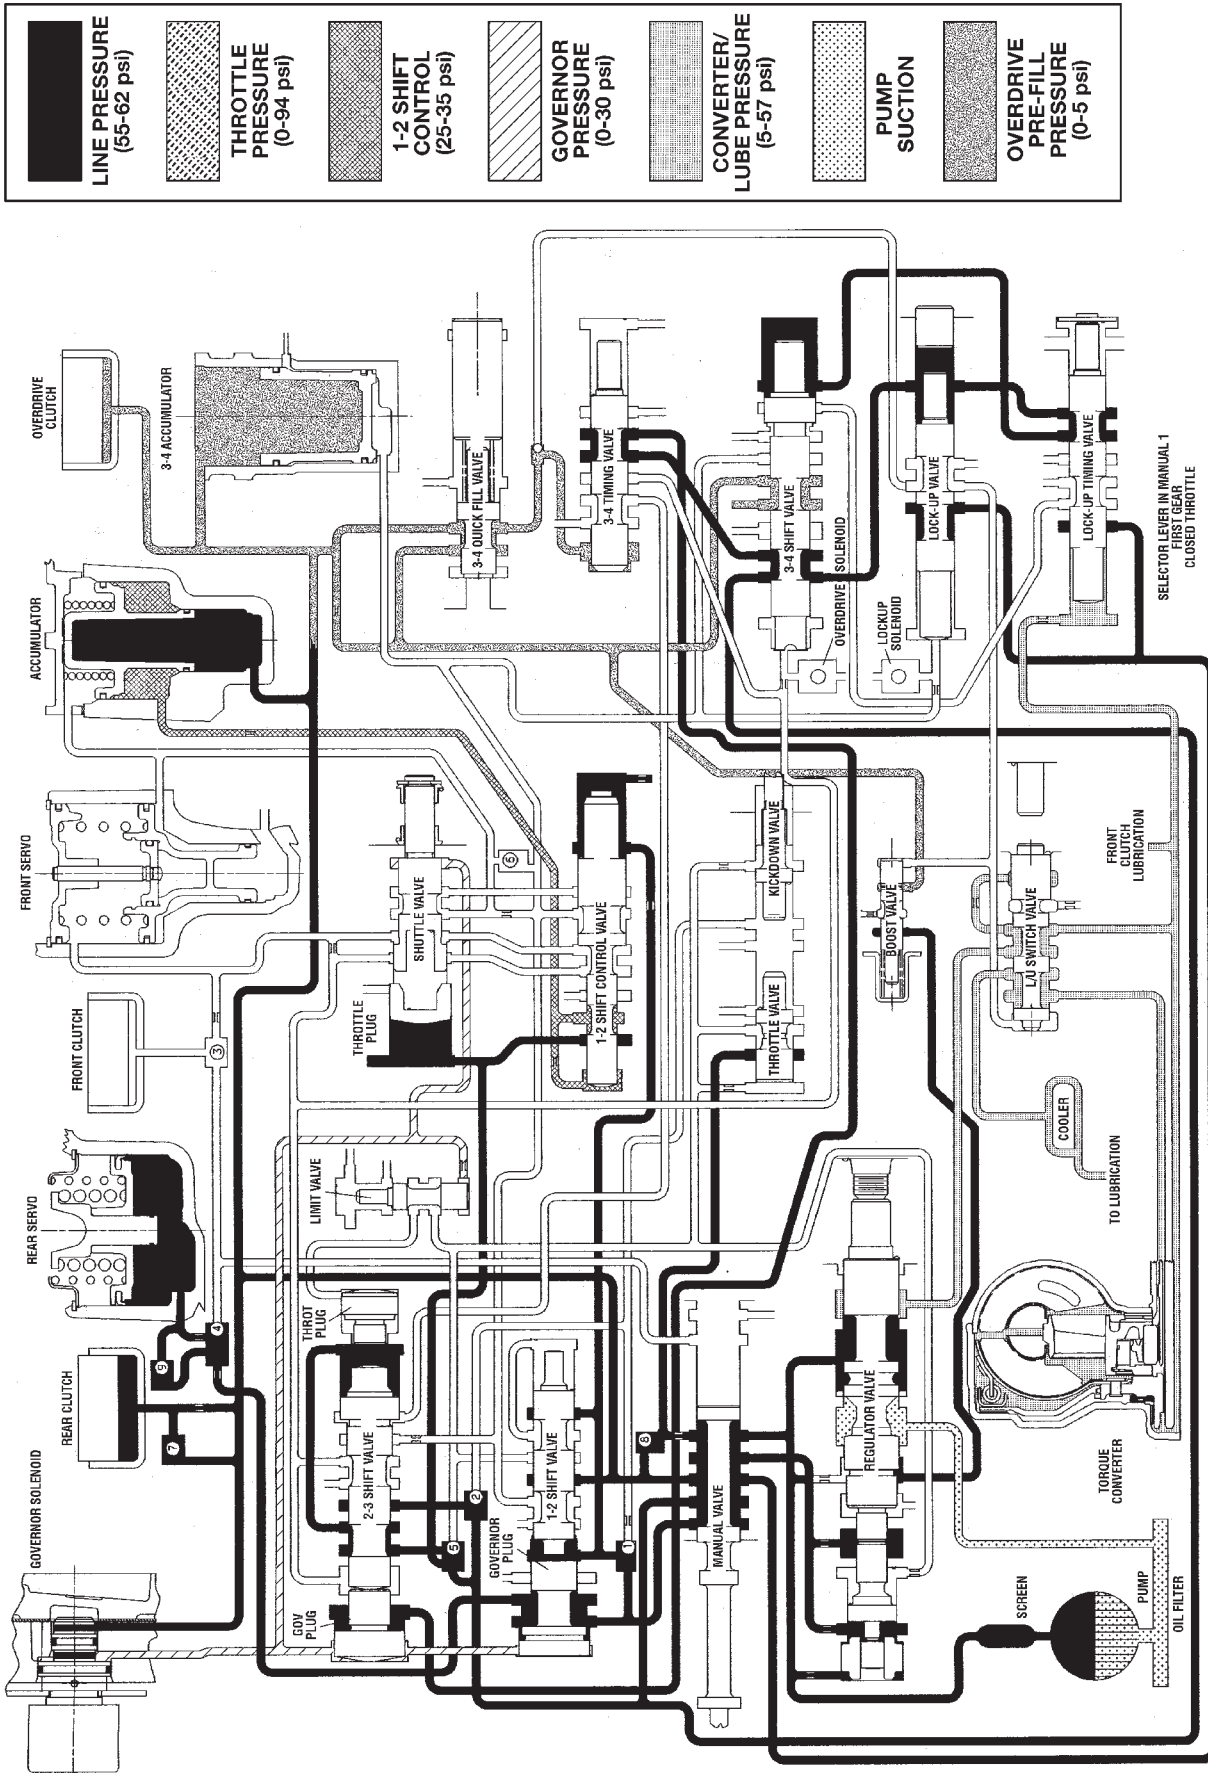 LINE PRESSURE
(55-62 psi)
THROTTLE
PRESSURE
(0-94 psi)
1-2 SHIFT
CONTROL
(25-35 psi)
GOVERNOR
PRESSURE
(0-30 psi)
CONVERTER/
LUBE PRESSURE
(5-57 psi)
PUMP
SUCTION
OVERDRIVE
PRE-FILL
PRESSURE
(0-5 psi)
GOVERNOR SOLENOID
REAR CLUTCH
REAR SERVO
FRONT CLUTCH
FRONT SERVO
ACCUMULATOR
OVERDRIVE
CLUTCH
3-4 ACCUMULATOR
7
9
4
3
GOV
PLUG
2-3 SHIFT VALVE
THROT
PLUG
LIMIT VALVE
THROTTLE
PLUG
SHUTTLE VALVE
6
3-4 QUICK FILL VALVE
5
2
GOVERNOR
PLUG
1-2 SHIFT VALVE
1
8
1-2 SHIFT CONTROL VALVE
3-4 TIMING VALVE
MANUAL VALVE
THROTTLE VALVE
KICKDOWN VALVE
3-4 SHIFT VALVE
OVERDRIVE SOLENOID
REGULATOR VALVE
BOOST VALVE
LOCKUP
SOLENOID
LOCK-UP VALVE
L/U SWITCH VALVE
LOCK-UP TIMING VALVE
SCREEN
PUMP
OIL FILTER
TORQUE
CONVERTER
COOLER
TO LUBRICATION
FRONT
CLUTCH
LUBRICATION
SELECTOR LEVER IN MANUAL 1
FIRST GEAR
CLOSED THROTTLE